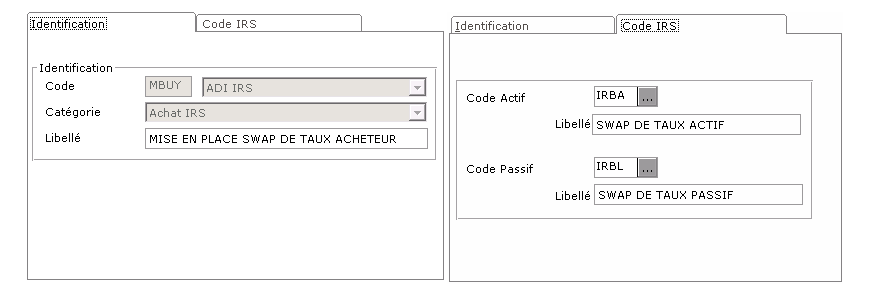 Identification
Code IRS
Identification
Code MBUY ADI IRS
Catégorie Achat IRS
Libellé MISE EN PLACE SWAP DE TAUX ACHETEUR
Identification
Code IRS
Code Actif IRBA ...
Libellé SWAP DE TAUX ACTIF
Code Passif IRBL ...
Libellé SWAP DE TAUX PASSIF